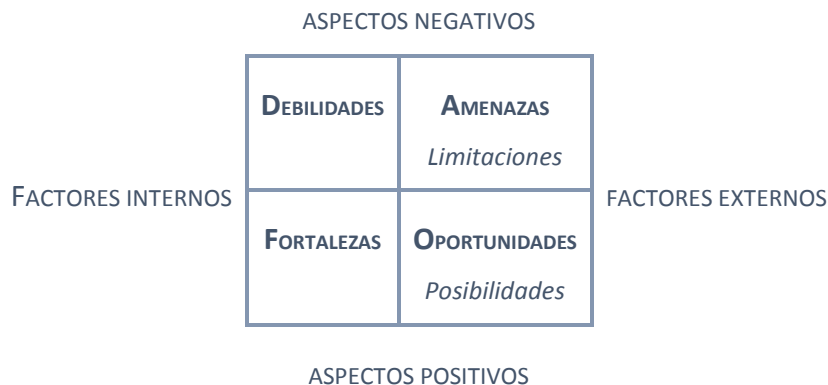 ASPECTOS NEGATIVOS
DEBILIDADES
AMENAZAS
Limitaciones
FACTORES INTERNOS
FACTORES EXTERNOS
FORTALEZAS
OPORTUNIDADES
Posibilidades
ASPECTOS POSITIVOS